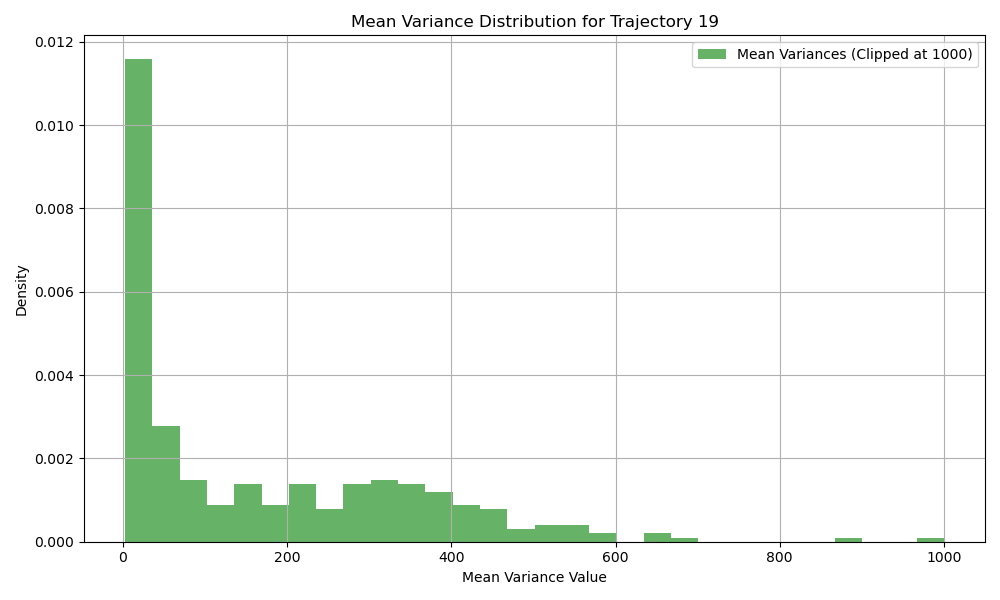 Mean Variance Distribution for Trajectory 19
Mean Variances (Clipped at 1000)
0.012
0.010
0.008
0.006
0.004
0.002
0.000
Density
0 200 400 600 800 1000
Mean Variance Value